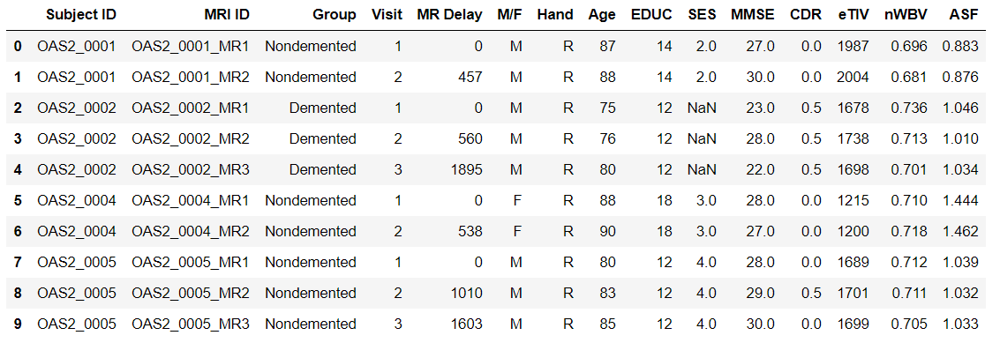 Subject ID MRI ID Group Visit MR Delay M/F Hand Age EDUC SES MMSE CDR eTIV nWBV ASF
0 OAS2_0001 OAS2_0001_MR1 Nondemented 1 0 M R 87 14 2.0 27.0 0.0 1987 0.696 0.883
1 OAS2_0001 OAS2_0001_MR2 Nondemented 2 457 M R 88 14 2.0 30.0 0.0 2004 0.681 0.876
2 OAS2_0002 OAS2_0002_MR1 Demented 1 0 M R 75 12 NaN 23.0 0.5 1678 0.736 1.046
3 OAS2_0002 OAS2_0002_MR2 Demented 2 560 M R 76 12 NaN 28.0 0.5 1738 0.713 1.010
4 OAS2_0002 OAS2_0002_MR3 Demented 3 1895 M R 80 12 NaN 22.0 0.5 1698 0.701 1.034
5 OAS2_0004 OAS2_0004_MR1 Nondemented 1 0 F R 88 18 3.0 28.0 0.0 1215 0.710 1.444
6 OAS2_0004 OAS2_0004_MR2 Nondemented 2 538 F R 90 18 3.0 27.0 0.0 1200 0.718 1.462
7 OAS2_0005 OAS2_0005_MR1 Nondemented 1 0 M R 80 12 4.0 28.0 0.0 1689 0.712 1.039
8 OAS2_0005 OAS2_0005_MR2 Nondemented 2 1010 M R 83 12 4.0 29.0 0.5 1701 0.711 1.032
9 OAS2_0005 OAS2_0005_MR3 Nondemented 3 1603 M R 85 12 4.0 30.0 0.0 1699 0.705 1.033